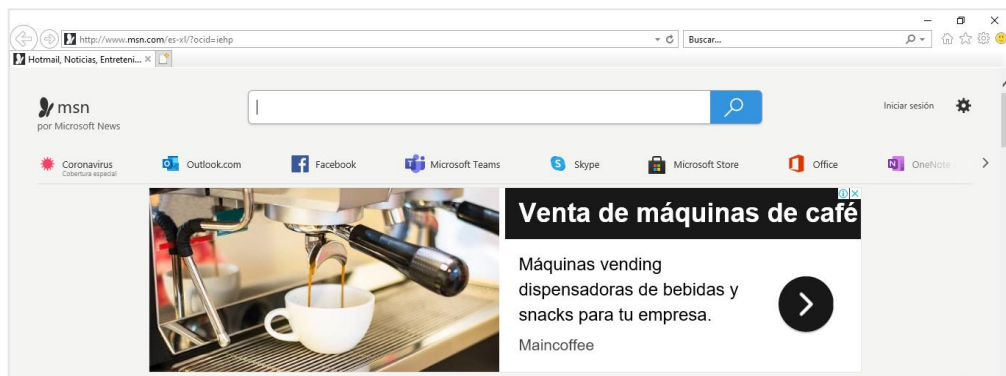 http://www.msn.com/es-xl/?ocid=iehp
Buscar...
Hotmail, Noticias, Entreteni...
msn
por Microsoft News
Iniciar sesión
Coronavirus
Cobertura especial
Outlook.com
Facebook
Microsoft Teams
Skype
Microsoft Store
Office
OneNote
Venta de máquinas de café
Máquinas vending
dispensadoras de bebidas y
snacks para tu empresa.
Maincoffee